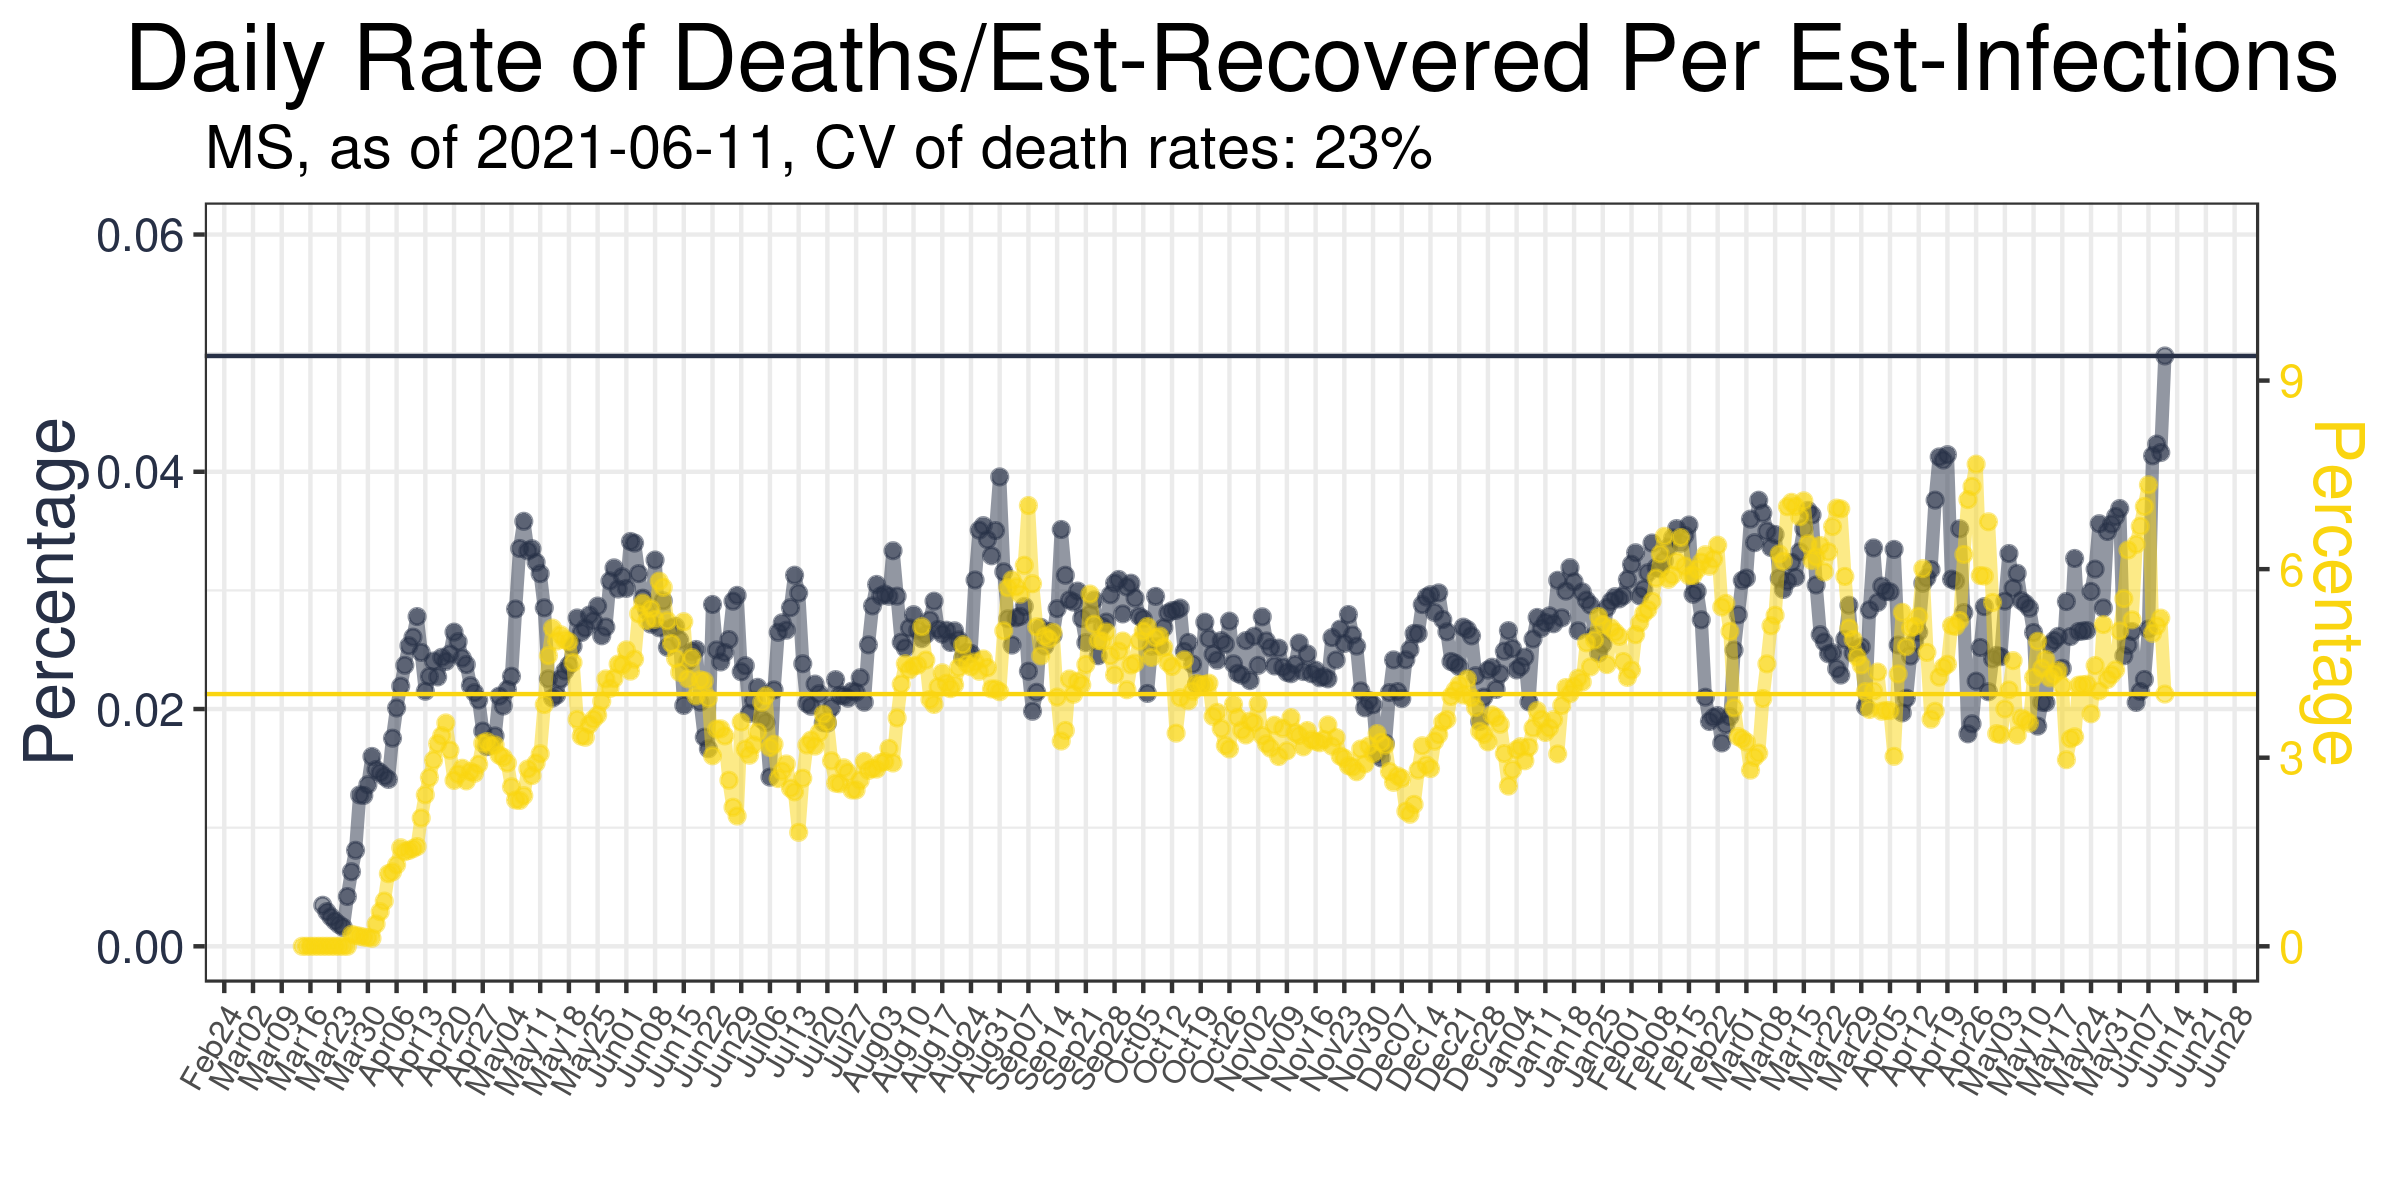 Daily Rate of Deaths/Est-Recovered Per Est-Infections
MS, as of 2021-06-11, CV of death rates: 23%
Percentage
0.06
0.04
0.02
0.00
9
6
3
0
Percentage
Feb24
Mar02
Mar09
Mar16
Mar23
Mar30
Apr06
Apr13
Apr20
Apr27
May04
May11
May18
May25
Jun01
Jun08
Jun15
Jun22
Jun29
Jul06
Jul13
Jul20
Jul27
Aug03
Aug10
Aug17
Aug24
Aug31
Sep07
Sep14
Sep21
Sep28
Oct05
Oct12
Oct19
Oct26
Nov02
Nov09
Nov16
Nov23
Nov30
Dec07
Dec14
Dec21
Dec28
Jan04
Jan11
Jan18
Jan25
Feb01
Feb08
Feb15
Feb22
Mar01
Mar08
Mar15
Mar22
Mar29
Apr05
Apr12
Apr19
Apr26
May03
May10
May17
May24
May31
Jun07
Jun14
Jun21
Jun28